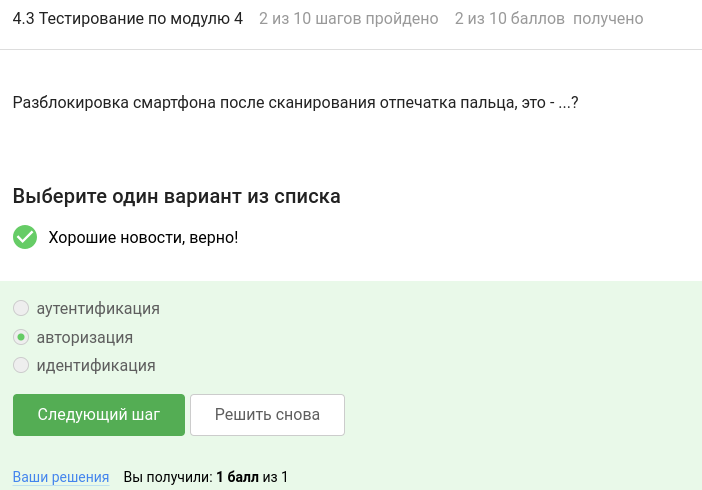 4.3 Тестирование по модулю 4 2 из 10 шагов пройдено 2 из 10 баллов получено
Разблокировка смартфона после сканирования отпечатка пальца, это - ...?
Выберите один вариант из списка
Хорошие новости, верно!
аутентификация
авторизация
идентификация
Следующий шаг Решить снова
Ваши решения Вы получили: 1 балл из 1